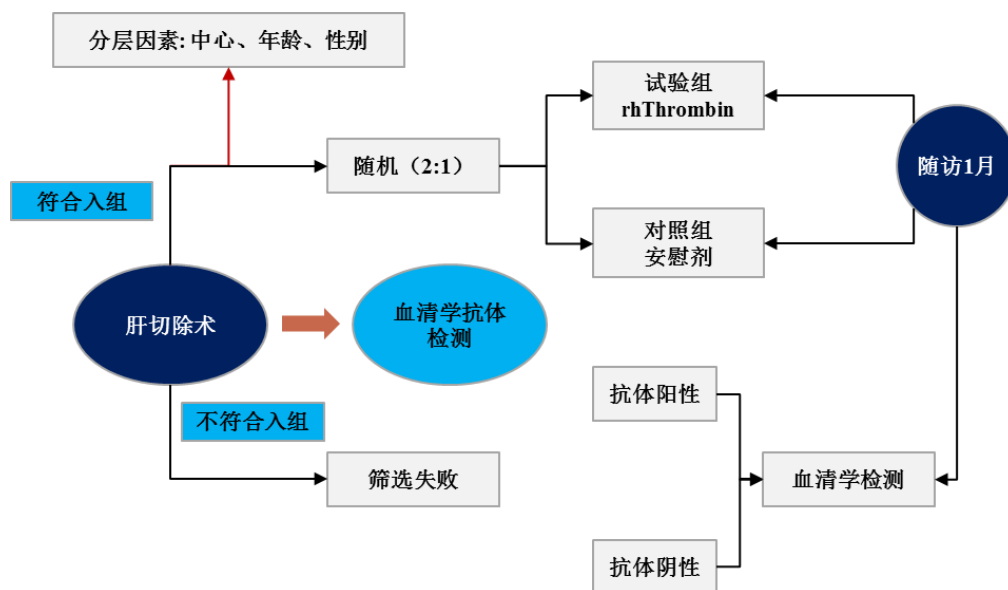 分层因素: 中心、年龄、性别
试验组
rhThrombin
随机（2:1）
随访1月
符合入组
对照组
安慰剂
肝切除术
血清学抗体
检测
抗体阳性
不符合入组
筛选失败
血清学检测
抗体阴性